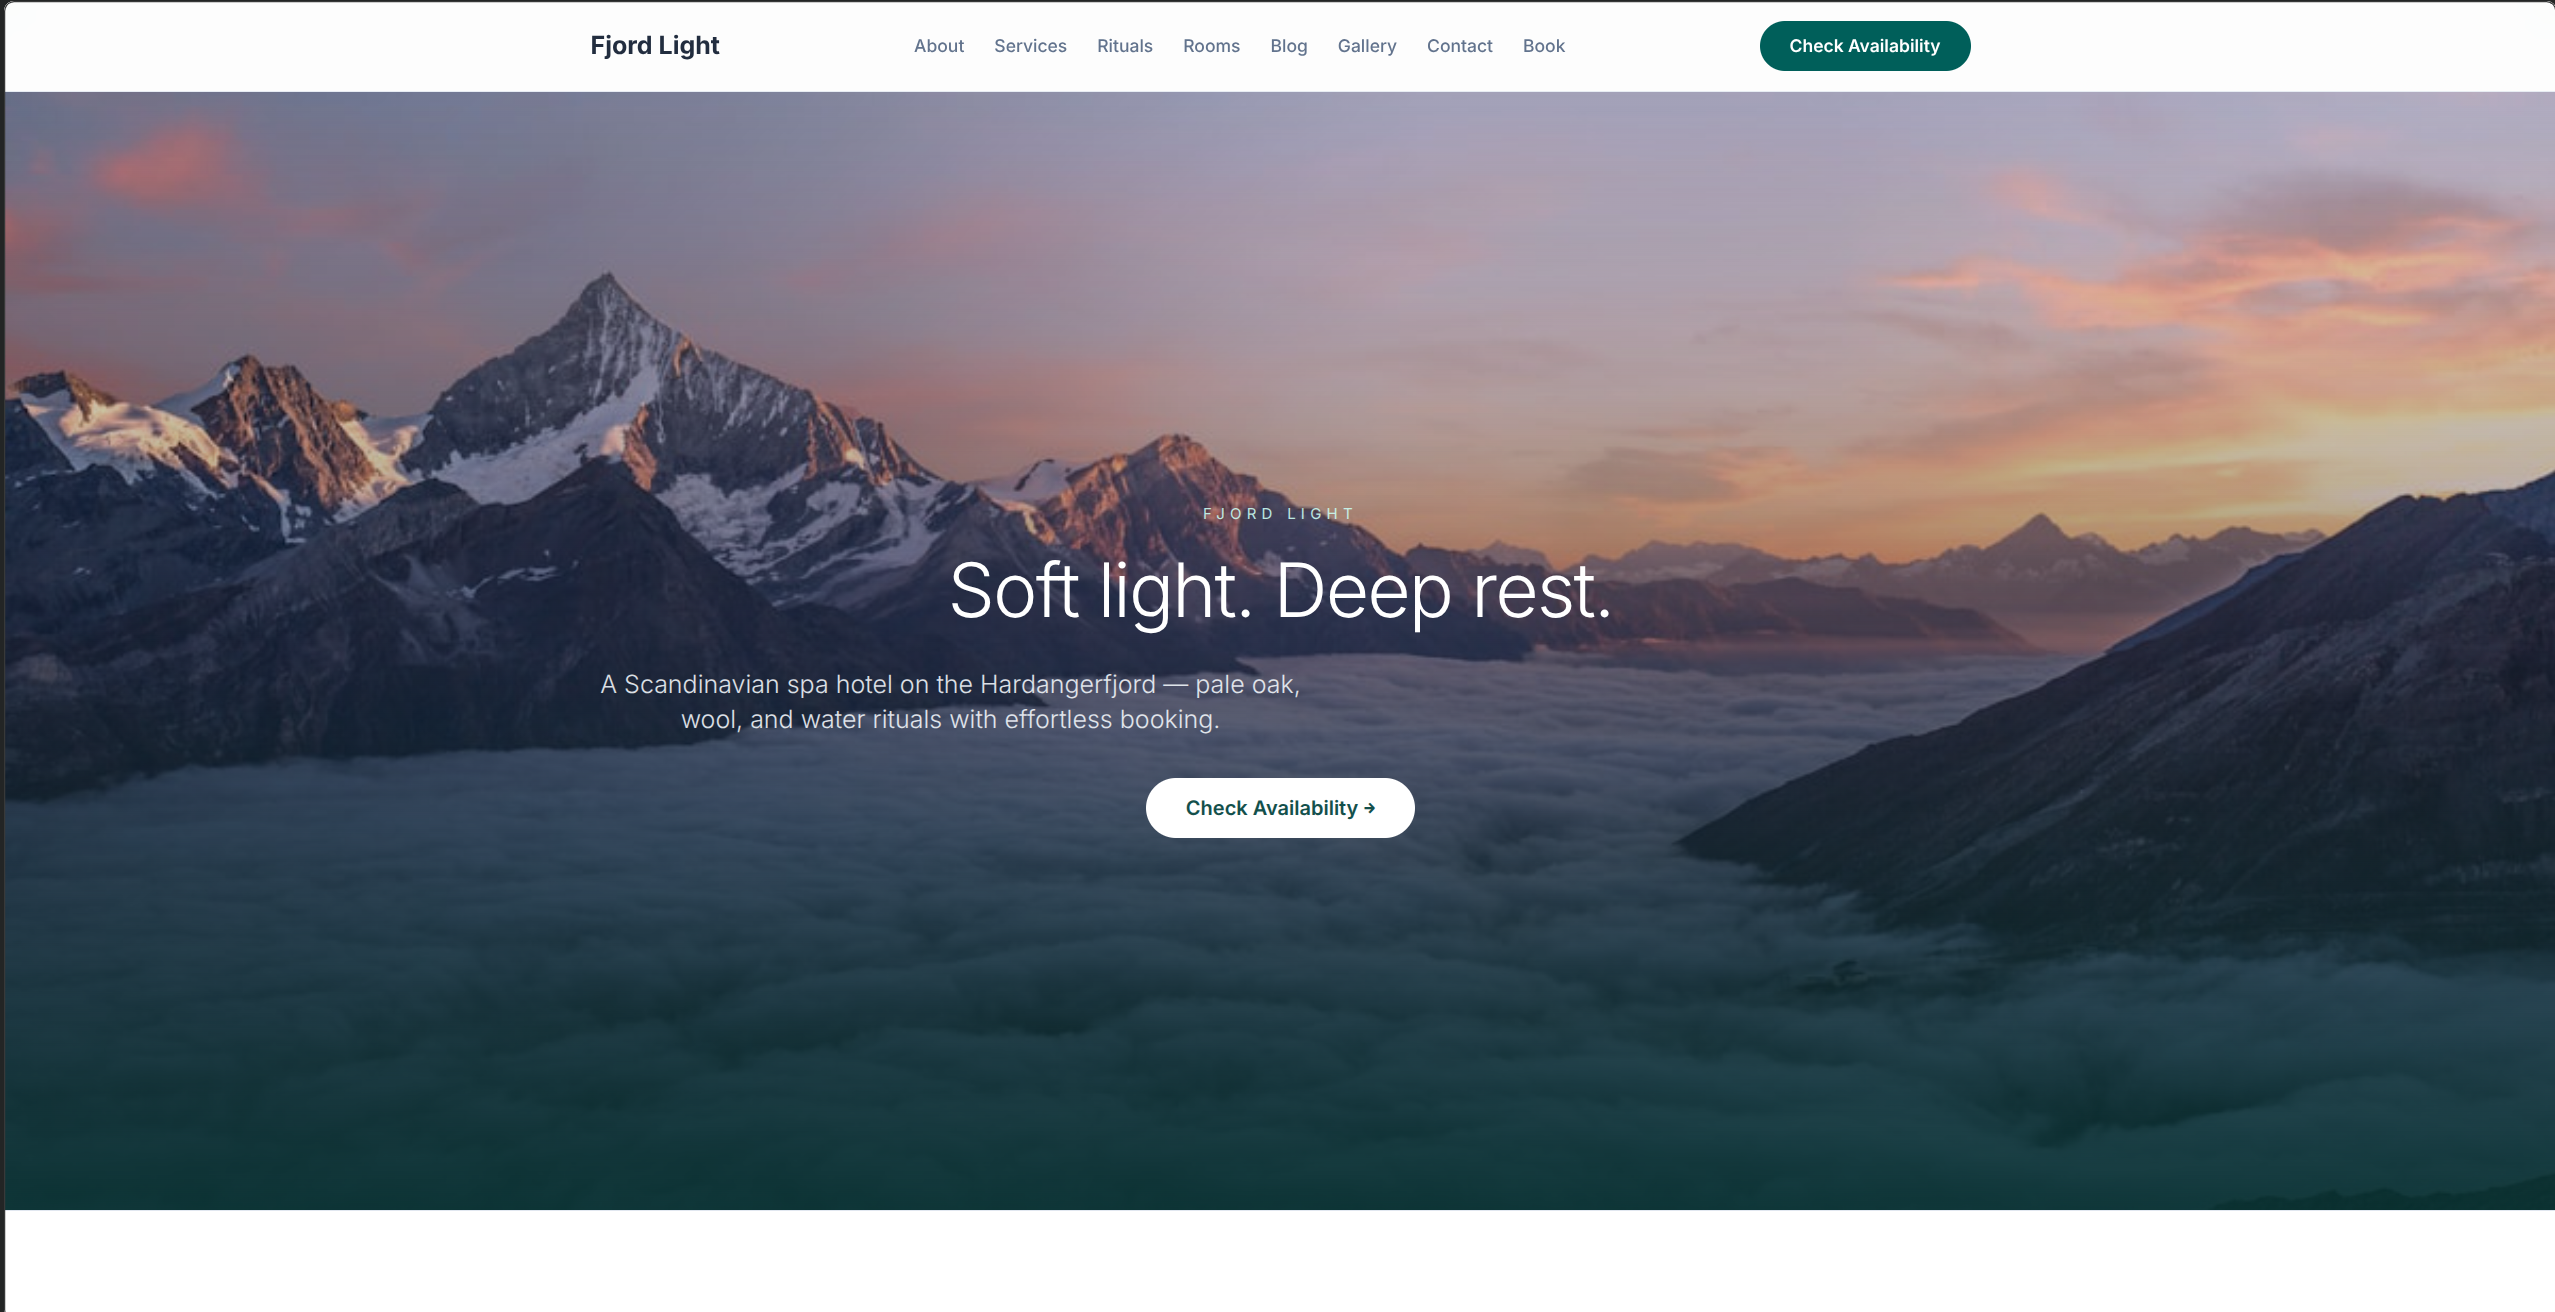 Fjord Light
About Services Rituals Rooms Blog Gallery Contact Book
Check Availability
FJORD LIGHT
Soft light. Deep rest.
A Scandinavian spa hotel on the Hardangerfjord — pale oak,
wool, and water rituals with effortless booking.
Check Availability →